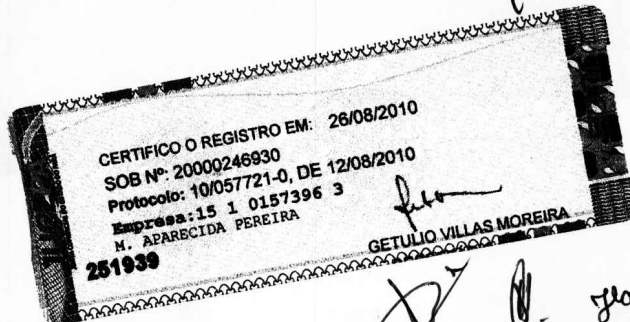 CERTIFICO O REGISTRO EM: 26/08/2010
SOB Nº: 20000246930
Protocolo: 10/057721-0, DE 12/08/2010
Empresa:15 1 0157396 3
M. APARECIDA PEREIRA
251939
GETULIO VILLAS MOREIRA